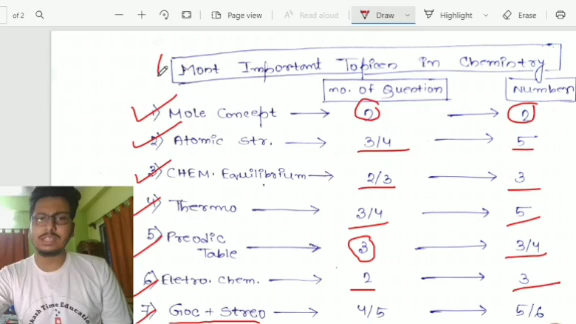 of 2
Page view
Read aloud
Draw
Highlight
Erase
Most Important Topices in Chemistry
no. of Question Number
1) Mole Concept → 2 → 2
2) Atomic Str. → 3/4 → 5
3) CHEM. Equilibrium → 2/3 → 3
4) Thermo → 3/4 → 5
5) Preodic Table → 3 → 3/4
6) Eletro. Chem. → 2 → 3
7) Goc + Streo → 4/5 → 5/6